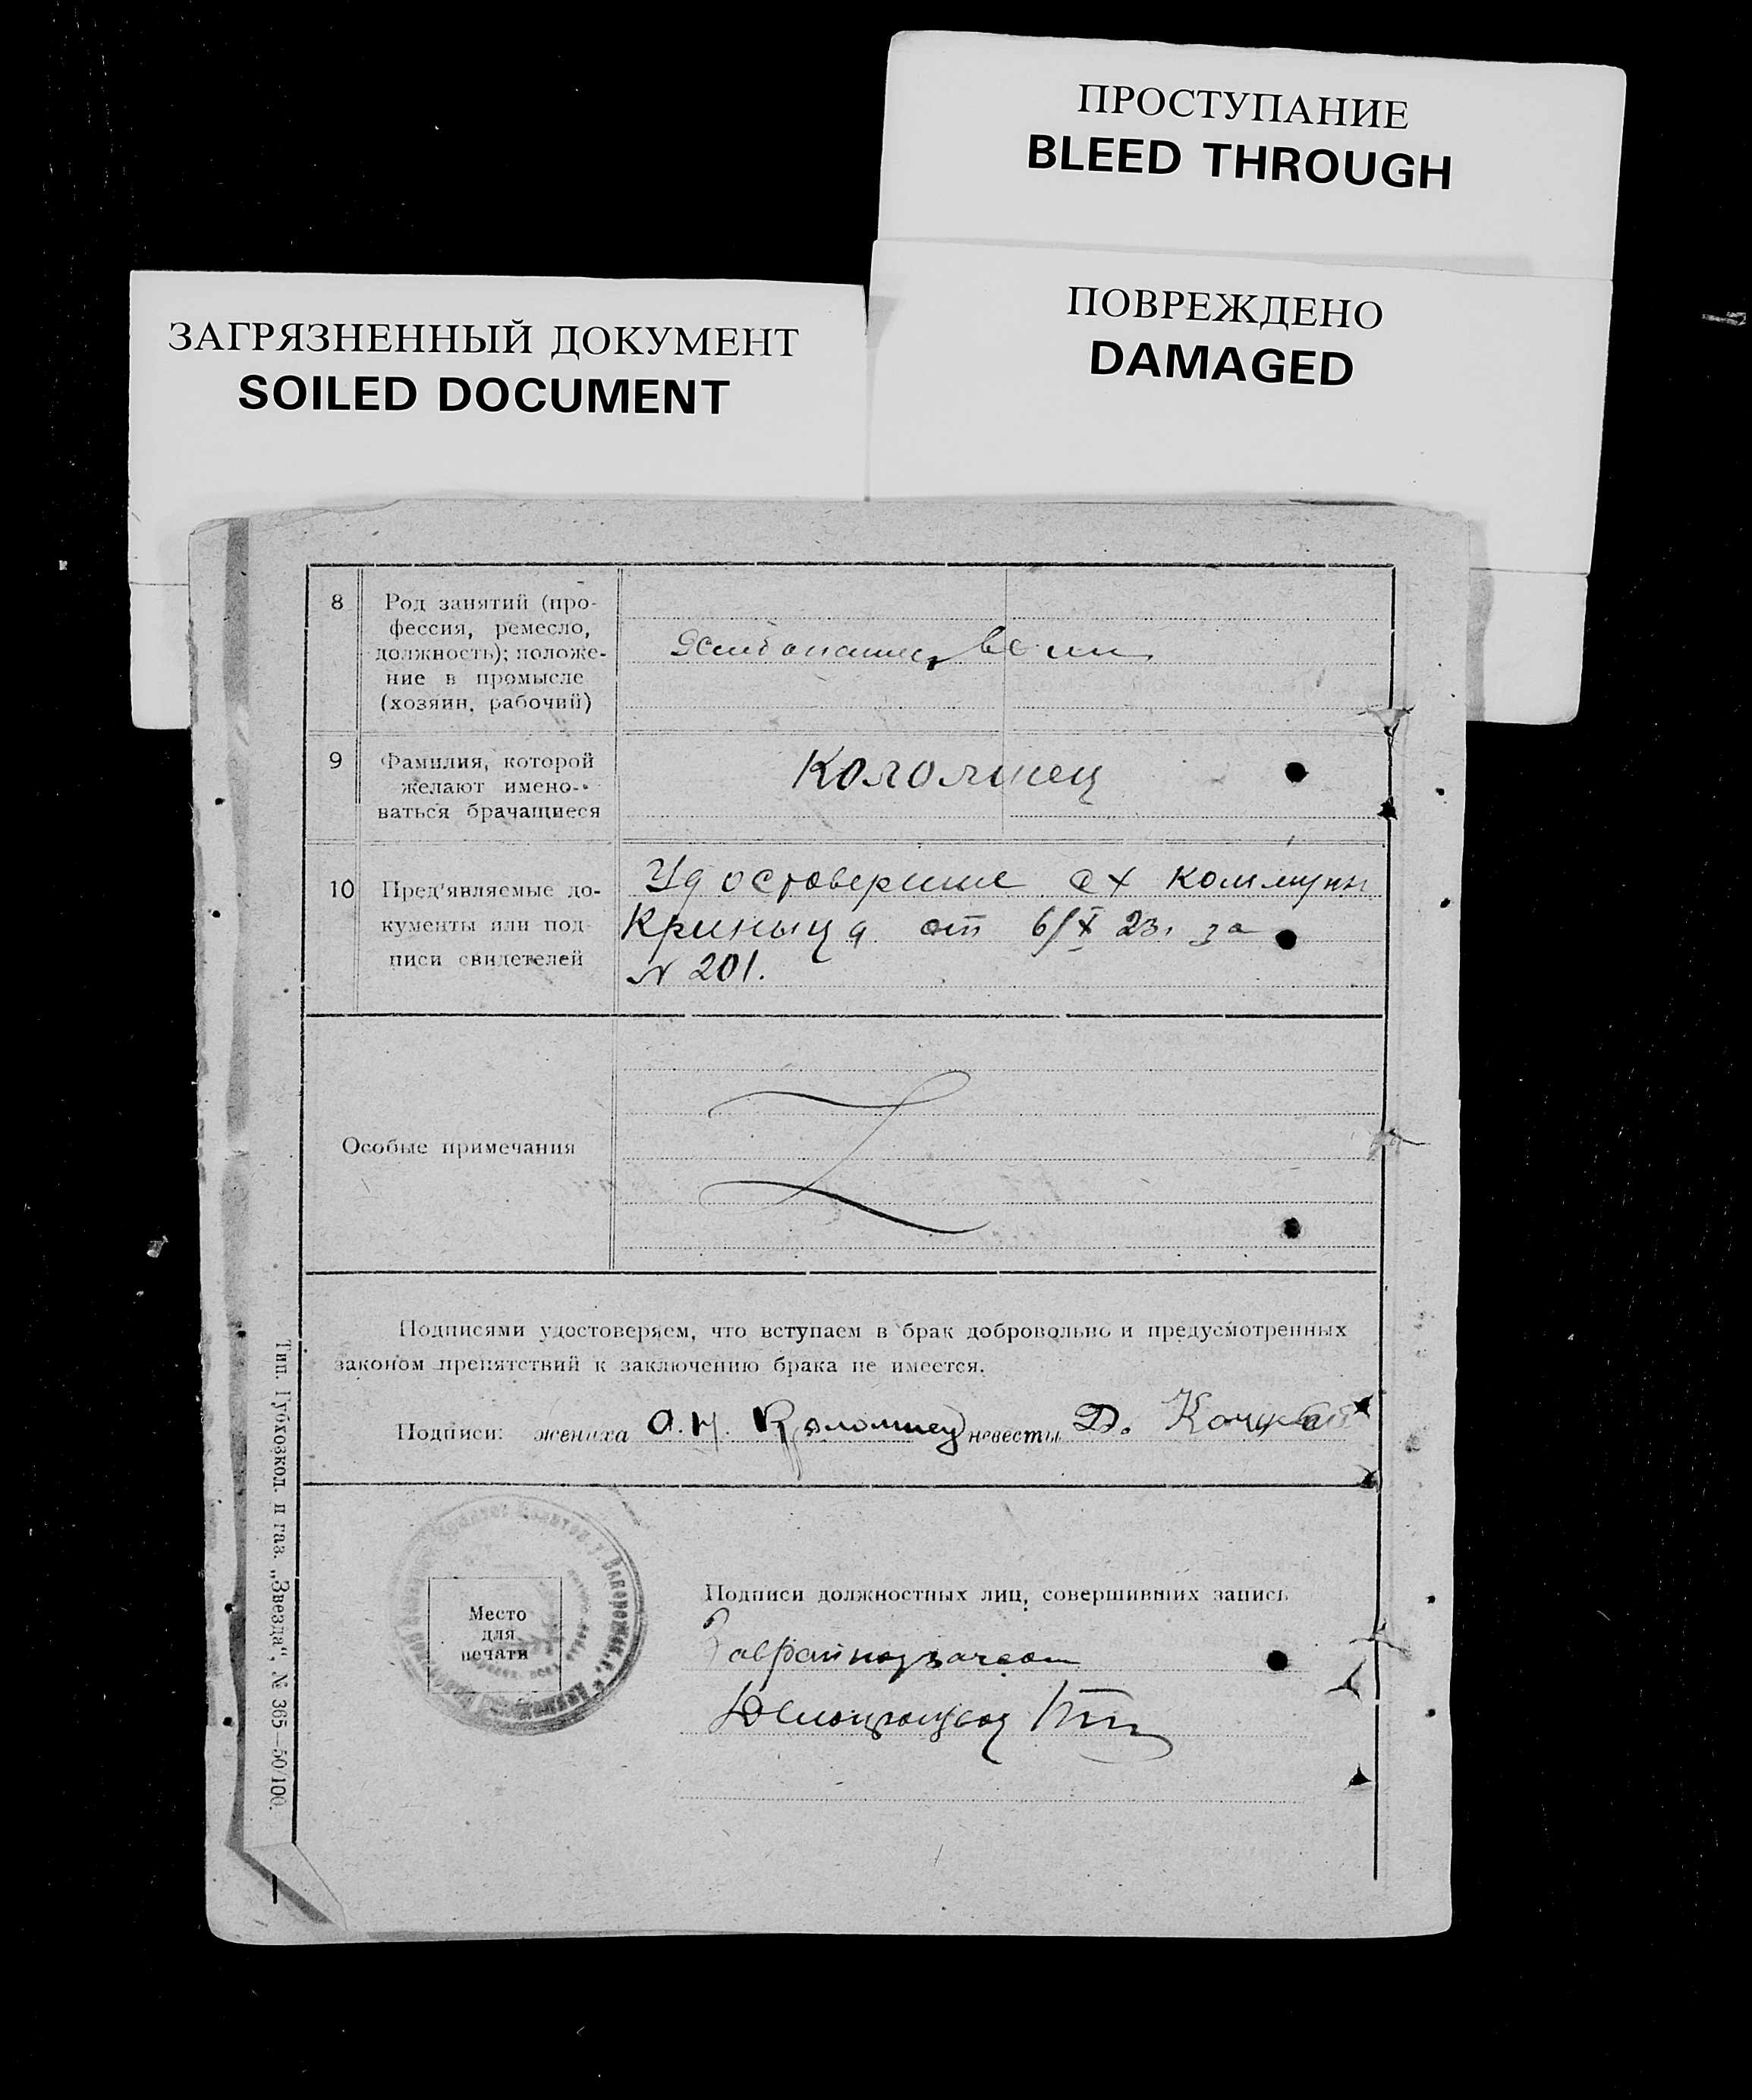 ПРОСТУПАНИЕ
BLEED THROUGH
ПОВРЕЖДЕНО
DAMAGED
ЗАГРЯЗНЕННЫЙ ДОКУМЕНТ
SOILED DOCUMENT
8
Род занятий (про-
фессия, ремесло,
должность); положе-
ние в промысле
(хозяин, рабочий)
9
Фамилия, которой
желают имено-
ваться брачащиеся
Коломиец
10
Пред'являемые до-
кументы или под-
писи свидетелей
Удостоверение сх коммуны
Криныца от 6/X 23. за
N 201.
Особые примечания
Подписями удостоверяем, что вступаем в брак добровольно и предусмотренных
законом препятствий к заключению брака не имеется.
Подписи: жениха О.Н. Коломиец невесты Д.
Место
для
печати
Подписи должностных лиц, совершивших запись
Тип. Губхозкол. и газ. „Звезда“, № 365—50/100.